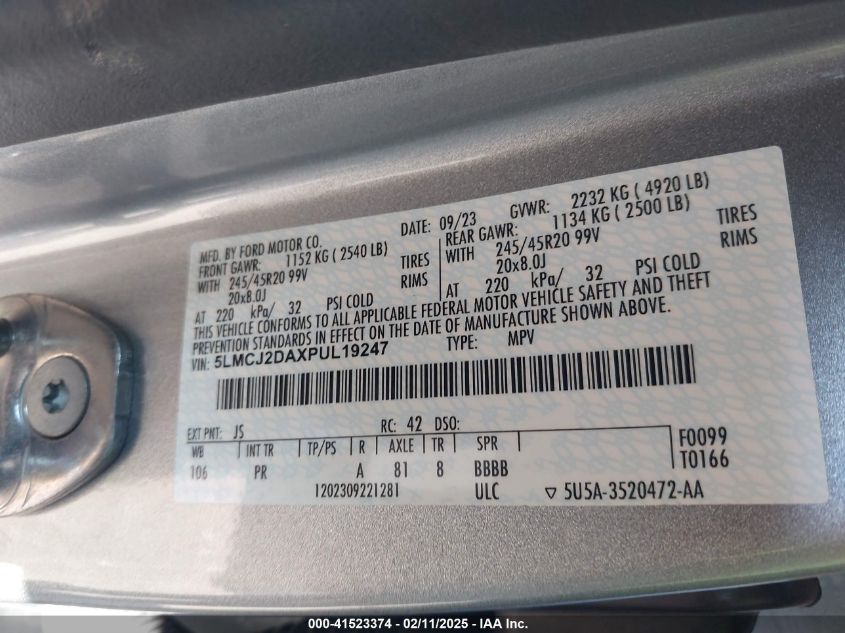 MFD. BY FORD MOTOR CO. DATE: 09/23 GVWR: 2232 KG ( 4920 LB)
FRONT GAWR: 1152 KG ( 2540 LB) REAR GAWR: 1134 KG ( 2500 LB)
WITH 245/45R20 99V TIRES WITH 245/45R20 99V TIRES
20x8.0J RIMS 20x8.0J RIMS
AT 220 kPa/ 32 PSI COLD AT 220 kPa/ 32 PSI COLD
THIS VEHICLE CONFORMS TO ALL APPLICABLE FEDERAL MOTOR VEHICLE SAFETY AND THEFT
PREVENTION STANDARDS IN EFFECT ON THE DATE OF MANUFACTURE SHOWN ABOVE.
VIN: 5LMCJ2DAXPUL19247 TYPE: MPV
EXT PNT: JS RC: 42 DSO:
WB INT TR TP/PS R AXLE TR SPR F0099
106 PR A 81 8 BBBB T0166
1202309221281 ULC ▽ 5U5A-3520472-AA
000-41523374 - 02/11/2025 - IAA Inc.